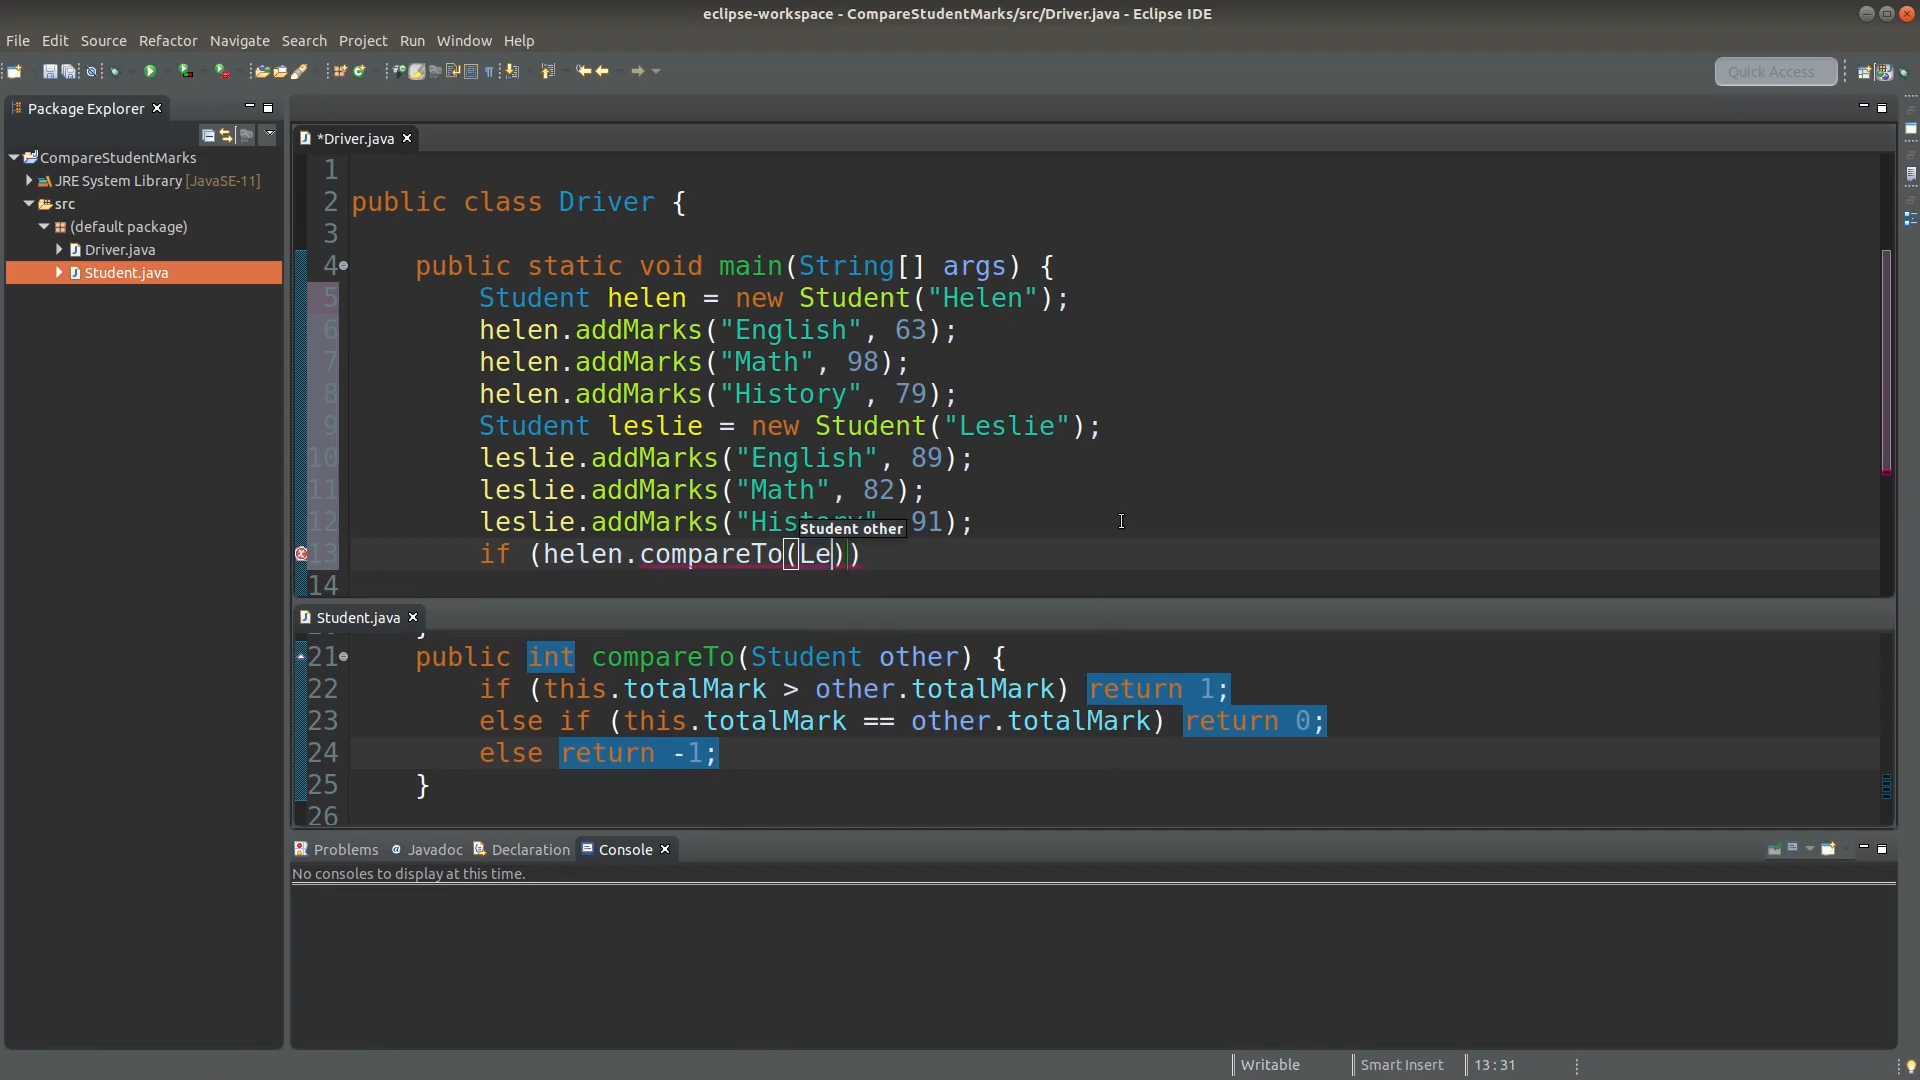 eclipse-workspace - CompareStudentMarks/src/Driver.java - Eclipse IDE
File Edit Source Refactor Navigate Search Project Run Window Help
Quick Access
Package Explorer
CompareStudentMarks
JRE System Library [JavaSE-11]
src
(default package)
Driver.java
Student.java
*Driver.java
1
2 public class Driver {
3
4 public static void main(String[] args) {
5 Student helen = new Student("Helen");
6 helen.addMarks("English", 63);
7 helen.addMarks("Math", 98);
8 helen.addMarks("History", 79);
9 Student leslie = new Student("Leslie");
10 leslie.addMarks("English", 89);
11 leslie.addMarks("Math", 82);
12 leslie.addMarks("History", 91);
Student other
13 if (helen.compareTo(Le))
14
Student.java
21 public int compareTo(Student other) {
22 if (this.totalMark > other.totalMark) return 1;
23 else if (this.totalMark == other.totalMark) return 0;
24 else return -1;
25 }
26
Problems Javadoc Declaration Console
No consoles to display at this time.
Writable Smart Insert 13:31